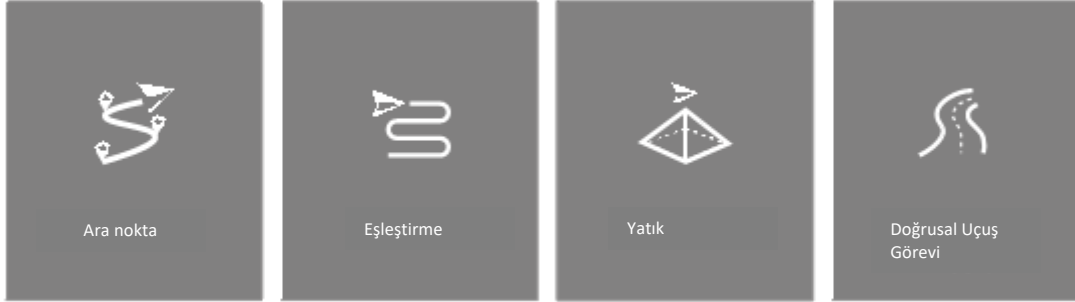 Ara nokta
Eşleştirme
Yatık
Doğrusal Uçuş
Görevi